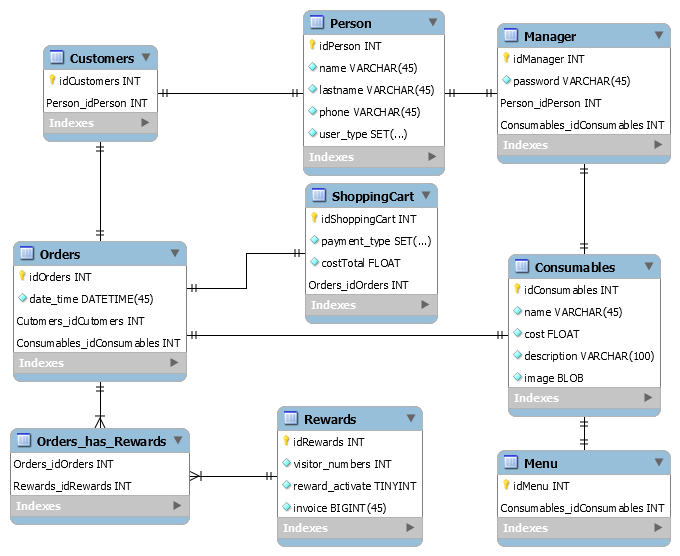 Customers
idCustomers INT
Person_idPerson INT
Indexes
Person
idPerson INT
name VARCHAR(45)
lastname VARCHAR(45)
phone VARCHAR(45)
user_type SET(...)
Indexes
Manager
idManager INT
password VARCHAR(45)
Person_idPerson INT
Consumables_idConsumables INT
Indexes
ShoppingCart
idShoppingCart INT
payment_type SET(...)
costTotal FLOAT
Orders_idOrders INT
Indexes
Orders
idOrders INT
date_time DATETIME(45)
Cutomers_idCutomers INT
Consumables_idConsumables INT
Indexes
Consumables
idConsumables INT
name VARCHAR(45)
cost FLOAT
description VARCHAR(100)
image BLOB
Indexes
Orders_has_Rewards
Orders_idOrders INT
Rewards_idRewards INT
Indexes
Rewards
idRewards INT
visitor_numbers INT
reward_activate TINYINT
invoice BIGINT(45)
Indexes
Menu
idMenu INT
Consumables_idConsumables INT
Indexes